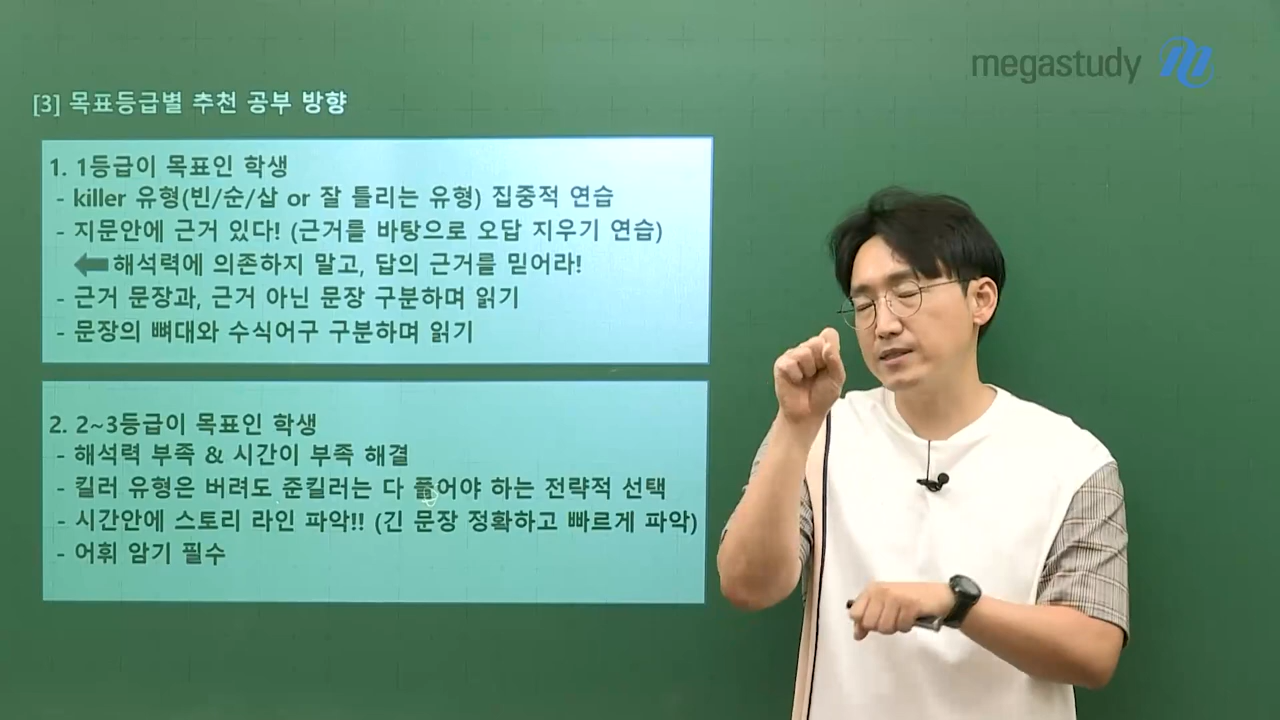 megastudy
[3] 목표등급별 추천 공부 방향
1. 1등급이 목표인 학생
- killer 유형(빈/순/삽 or 잘 틀리는 유형) 집중적 연습
- 지문안에 근거 있다! (근거를 바탕으로 오답 지우기 연습)
해석력에 의존하지 말고, 답의 근거를 믿어라!
- 근거 문장과, 근거 아닌 문장 구분하며 읽기
- 문장의 뼈대와 수식어구 구분하며 읽기
2. 2~3등급이 목표인 학생
- 해석력 부족 & 시간이 부족 해결
- 킬러 유형은 버려도 준킬러는 다 풀어야 하는 전략적 선택
- 시간안에 스토리 라인 파악!! (긴 문장 정확하고 빠르게 파악)
- 어휘 암기 필수